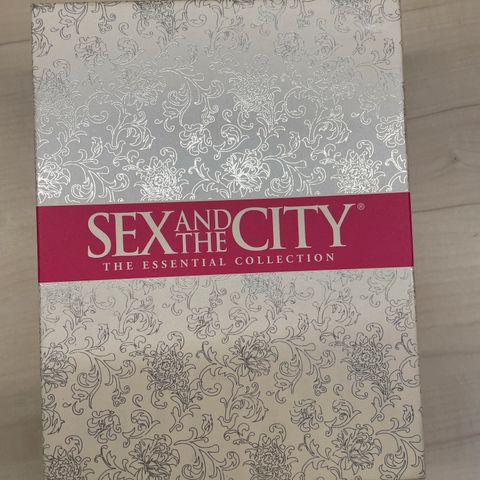 SEX AND THE CITY®
THE ESSENTIAL COLLECTION